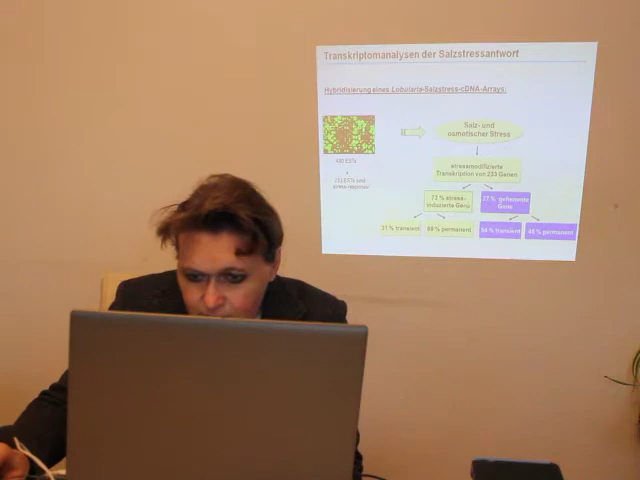 Transkriptomanalysen der Salzstressantwort
Hybridisierung eines Lobularia-Salzstress-cDNA-Arrays:
Salz- und
osmotischer Stress
stressmodifizierte
Transkription von 233 Genen
73 % stress-
induzierte Gene
27 % gehemmte
Gene
31 % transient
69 % permanent
54 % transient
46 % permanent